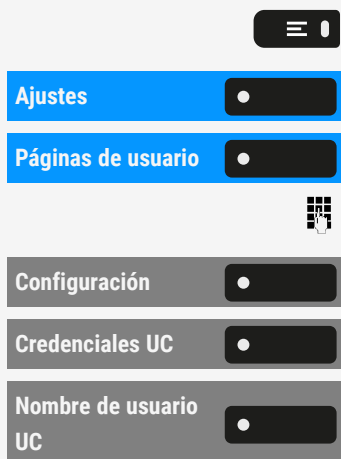 Ajustes
Páginas de usuario
Configuración
Credenciales UC
Nombre de usuario
UC